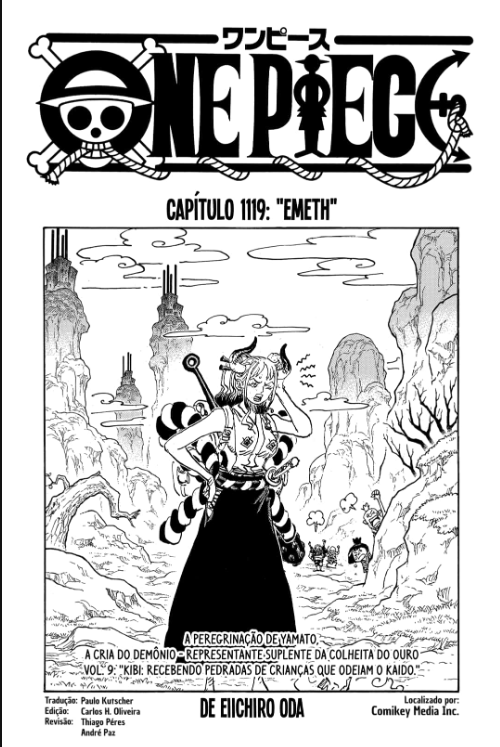 ワンピース
ONE PIECE
CAPÍTULO 1119: "EMETH"
A PEREGRINAÇÃO DE YAMATO,
A CRIA DO DEMÔNIO - REPRESENTANTE SUPLENTE DA COLHEITA DO OURO
VOL. 9: "KIBI: RECEBENDO PEDRADAS DE CRIANÇAS QUE ODEIAM O KAIDO."
Tradução: Paulo Kutscher
Edição: Carlos H. Oliveira
Revisão: Thiago Péres
André Paz
DE EIICHIRO ODA
Localizado por:
Comikey Media Inc.